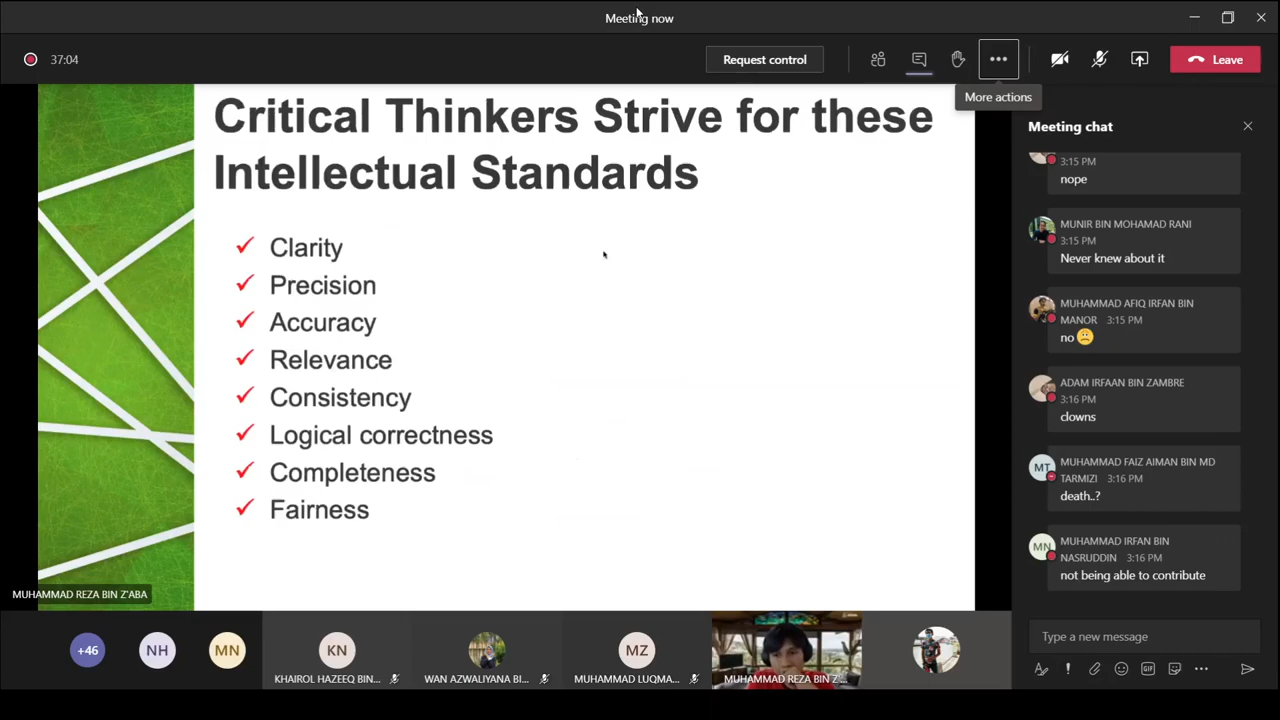 Meeting now
37:04
Request control
Leave
More actions
Critical Thinkers Strive for these
Intellectual Standards
Clarity
Precision
Accuracy
Relevance
Consistency
Logical correctness
Completeness
Fairness
MUHAMMAD REZA BIN Z'ABA
Meeting chat
3:15 PM
nope
MUNIR BIN MOHAMAD RANI
3:15 PM
Never knew about it
MUHAMMAD AFIQ IRFAN BIN
MANOR 3:15 PM
no
ADAM IRFAAN BIN ZAMBRE
3:16 PM
clowns
MT
MUHAMMAD FAIZ AIMAN BIN MD
TARMIZI 3:16 PM
death..?
MN
MUHAMMAD IRFAN BIN
NASRUDDIN 3:16 PM
not being able to contribute
Type a new message
GIF
+46
NH
MN
KN
KHAIROL HAZEEQ BIN...
WAN AZWALIYANA BI...
MZ
MUHAMMAD LUQMA...
MUHAMMAD REZA BIN Z'...